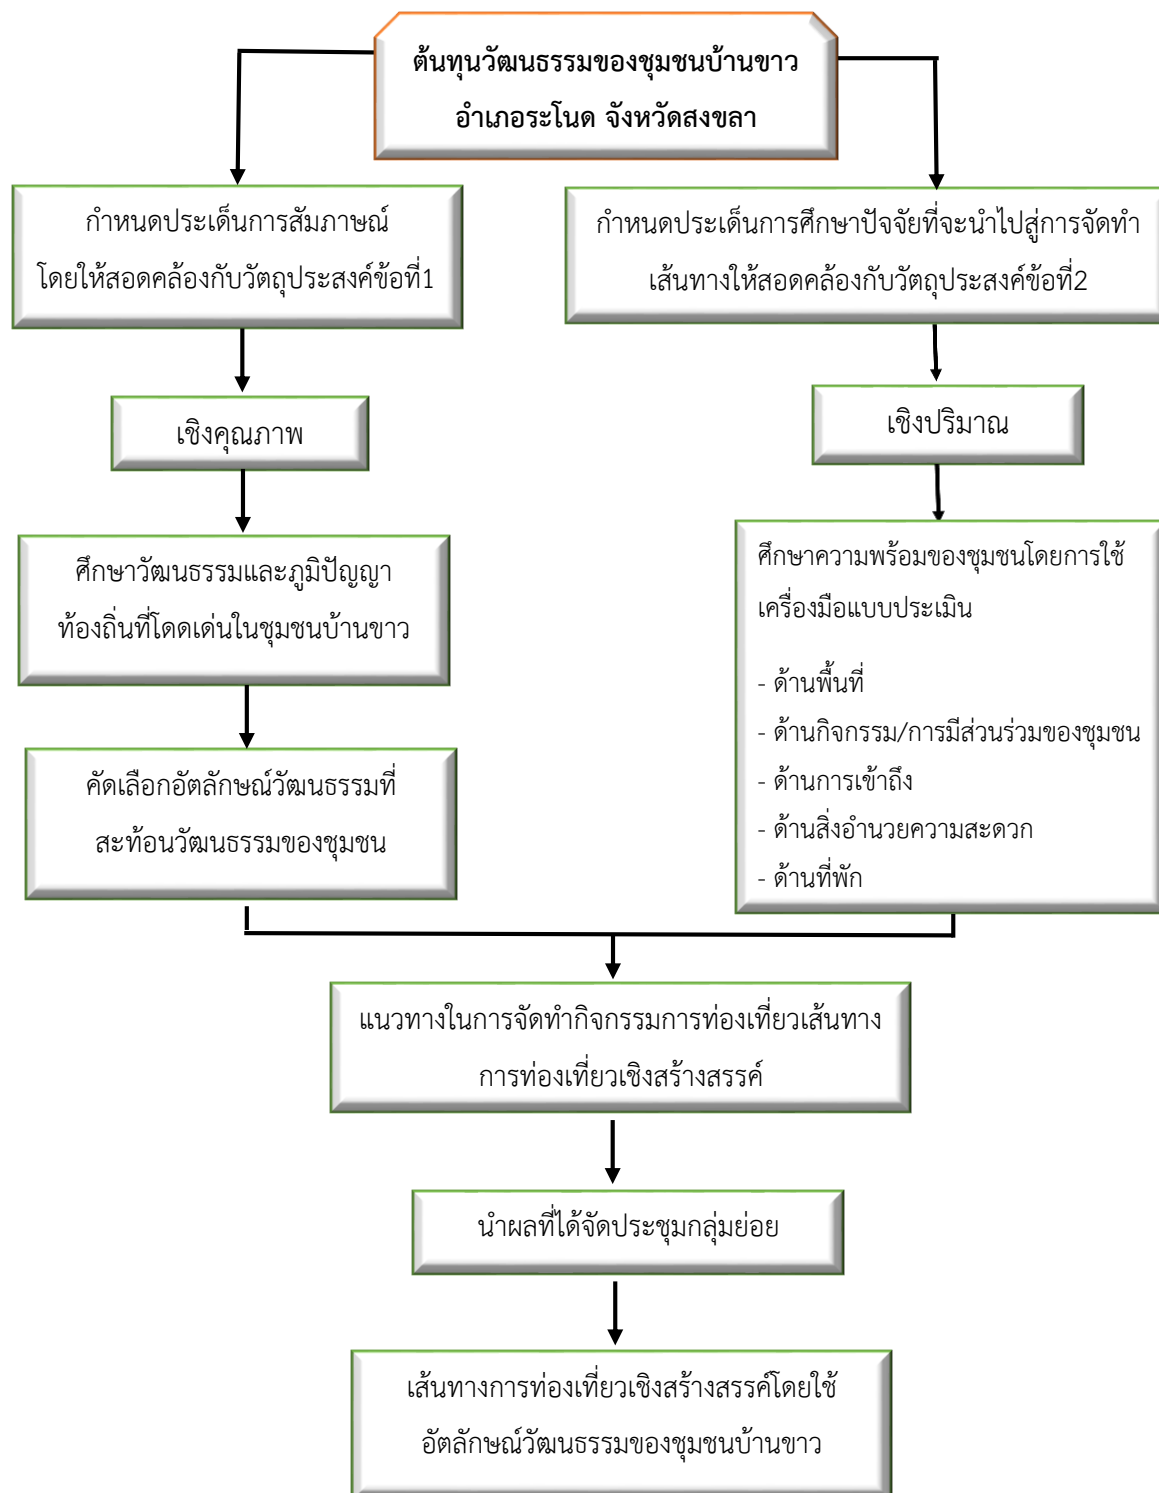 ต้นทุนวัฒนธรรมของชุมชนบ้านขาว
อำเภอระโนด จังหวัดสงขลา
กำหนดประเด็นการสัมภาษณ์
โดยให้สอดคล้องกับวัตถุประสงค์ข้อที่1
กำหนดประเด็นการศึกษาปัจจัยที่จะนำไปสู่การจัดทำ
เส้นทางให้สอดคล้องกับวัตถุประสงค์ข้อที่2
เชิงคุณภาพ
เชิงปริมาณ
ศึกษาวัฒนธรรมและภูมิปัญญา
ท้องถิ่นที่โดดเด่นในชุมชนบ้านขาว
ศึกษาความพร้อมของชุมชนโดยการใช้
เครื่องมือแบบประเมิน
- ด้านพื้นที่
- ด้านกิจกรรม/การมีส่วนร่วมของชุมชน
- ด้านการเข้าถึง
- ด้านสิ่งอำนวยความสะดวก
- ด้านที่พัก
คัดเลือกอัตลักษณ์วัฒนธรรมที่
สะท้อนวัฒนธรรมของชุมชน
แนวทางในการจัดทำกิจกรรมการท่องเที่ยวเส้นทาง
การท่องเที่ยวเชิงสร้างสรรค์
นำผลที่ได้จัดประชุมกลุ่มย่อย
เส้นทางการท่องเที่ยวเชิงสร้างสรรค์โดยใช้
อัตลักษณ์วัฒนธรรมของชุมชนบ้านขาว